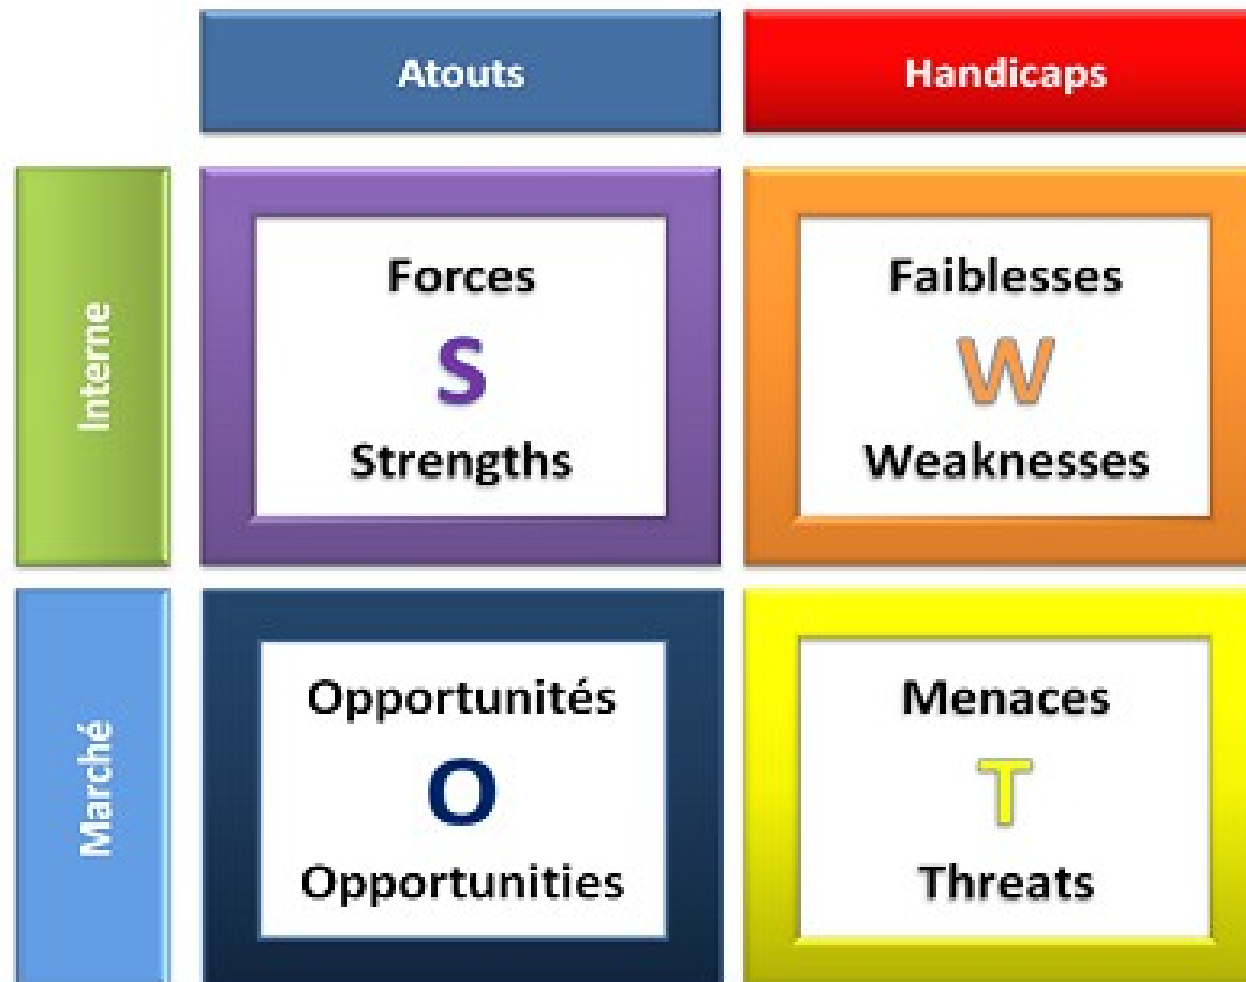 Atouts
Handicaps
Interne
Forces
S
Strengths
Faiblesses
W
Weaknesses
Marché
Opportunités
O
Opportunities
Menaces
T
Threats